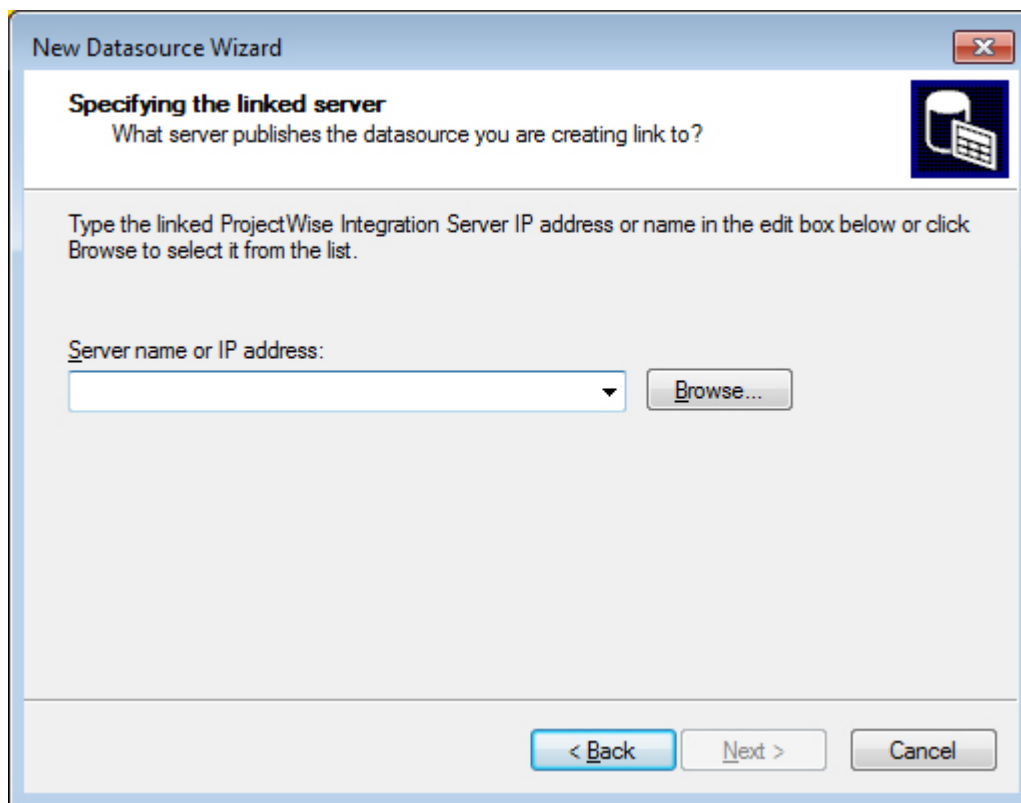 New Datasource Wizard
Specifying the linked server
What server publishes the datasource you are creating link to?
Type the linked ProjectWise Integration Server IP address or name in the edit box below or click
Browse to select it from the list.
Server name or IP address:
Browse...
< Back
Next >
Cancel